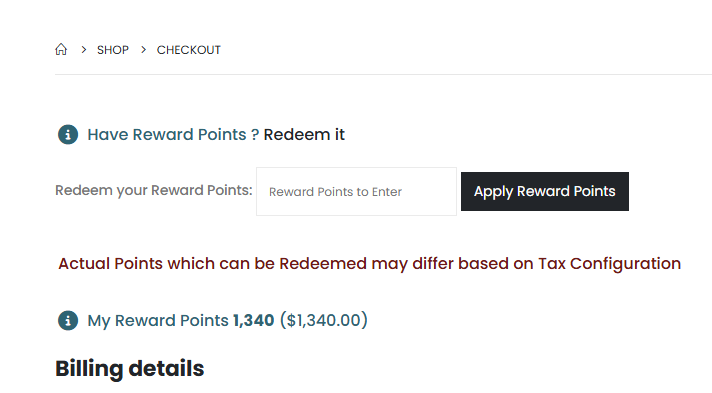 SHOP > CHECKOUT
Have Reward Points ? Redeem it
Redeem your Reward Points: Reward Points to Enter Apply Reward Points
Actual Points which can be Redeemed may differ based on Tax Configuration
My Reward Points 1,340 ($1,340.00)
Billing details